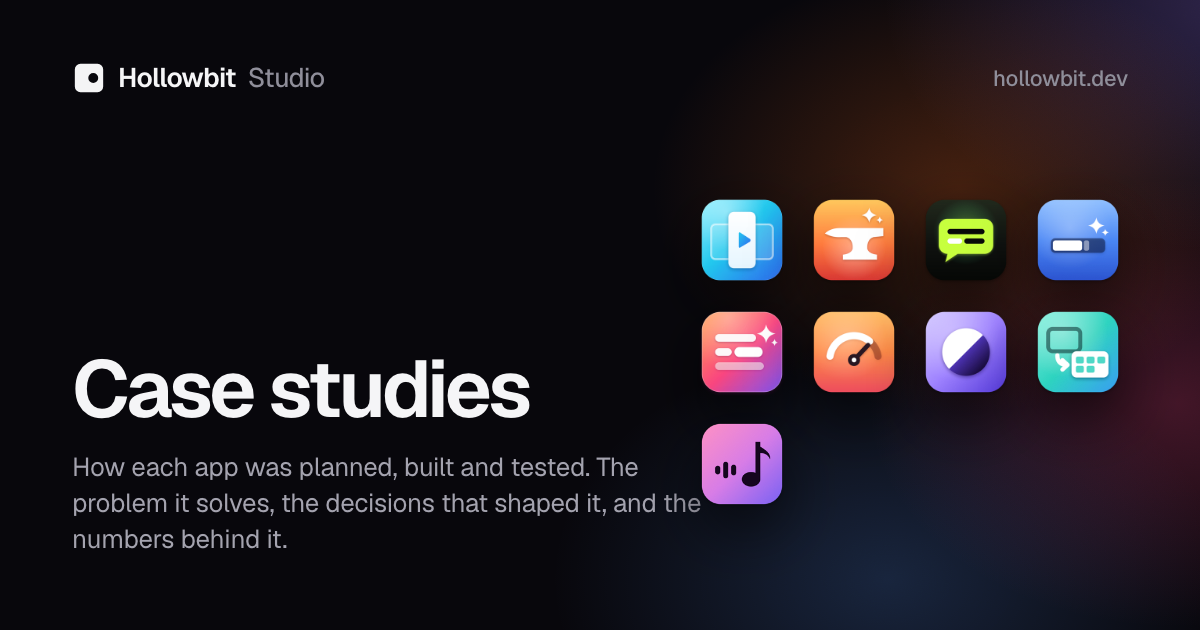 Hollowbit Studio
hollowbit.dev
Case studies
How each app was planned, built and tested. The
problem it solves, the decisions that shaped it, and the
numbers behind it.